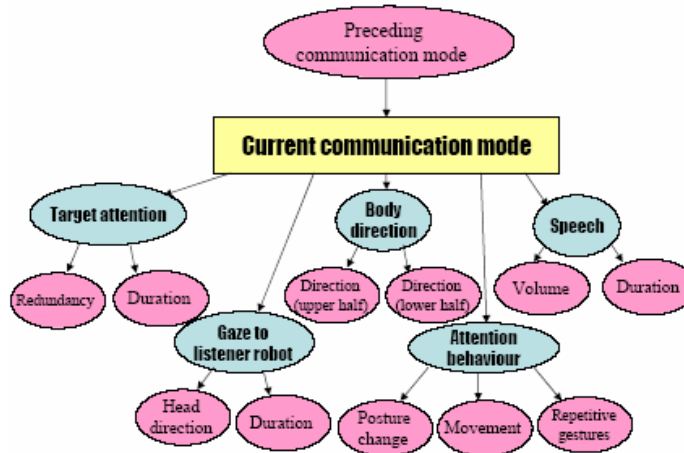 Preceding
communication mode
Current communication mode
Target attention
Body
direction
Speech
Redundancy
Duration
Direction
(upper half)
Direction
(lower half)
Volume
Duration
Gaze to
listener robot
Attention
behaviour
Head
direction
Duration
Posture
change
Movement
Repetitive
gestures